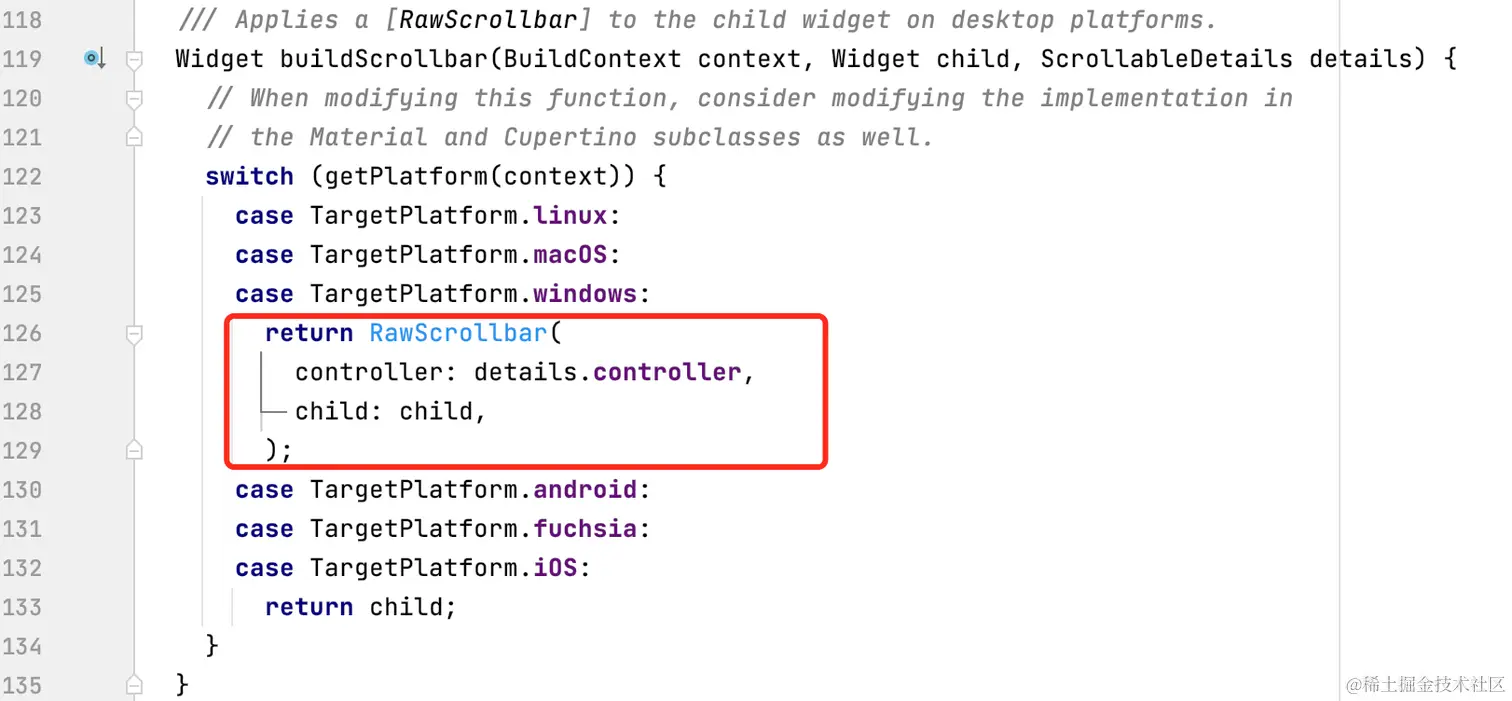 118 /// Applies a [RawScrollbar] to the child widget on desktop platforms.
119 Widget buildScrollbar(BuildContext context, Widget child, ScrollableDetails details) {
120 // When modifying this function, consider modifying the implementation in
121 // the Material and Cupertino subclasses as well.
122 switch (getPlatform(context)) {
123 case TargetPlatform.linux:
124 case TargetPlatform.macOS:
125 case TargetPlatform.windows:
126 return RawScrollbar(
127 controller: details.controller,
128 child: child,
129 );
130 case TargetPlatform.android:
131 case TargetPlatform.fuchsia:
132 case TargetPlatform.iOS:
133 return child;
134 }
135 }
@稀土掘金技术社区